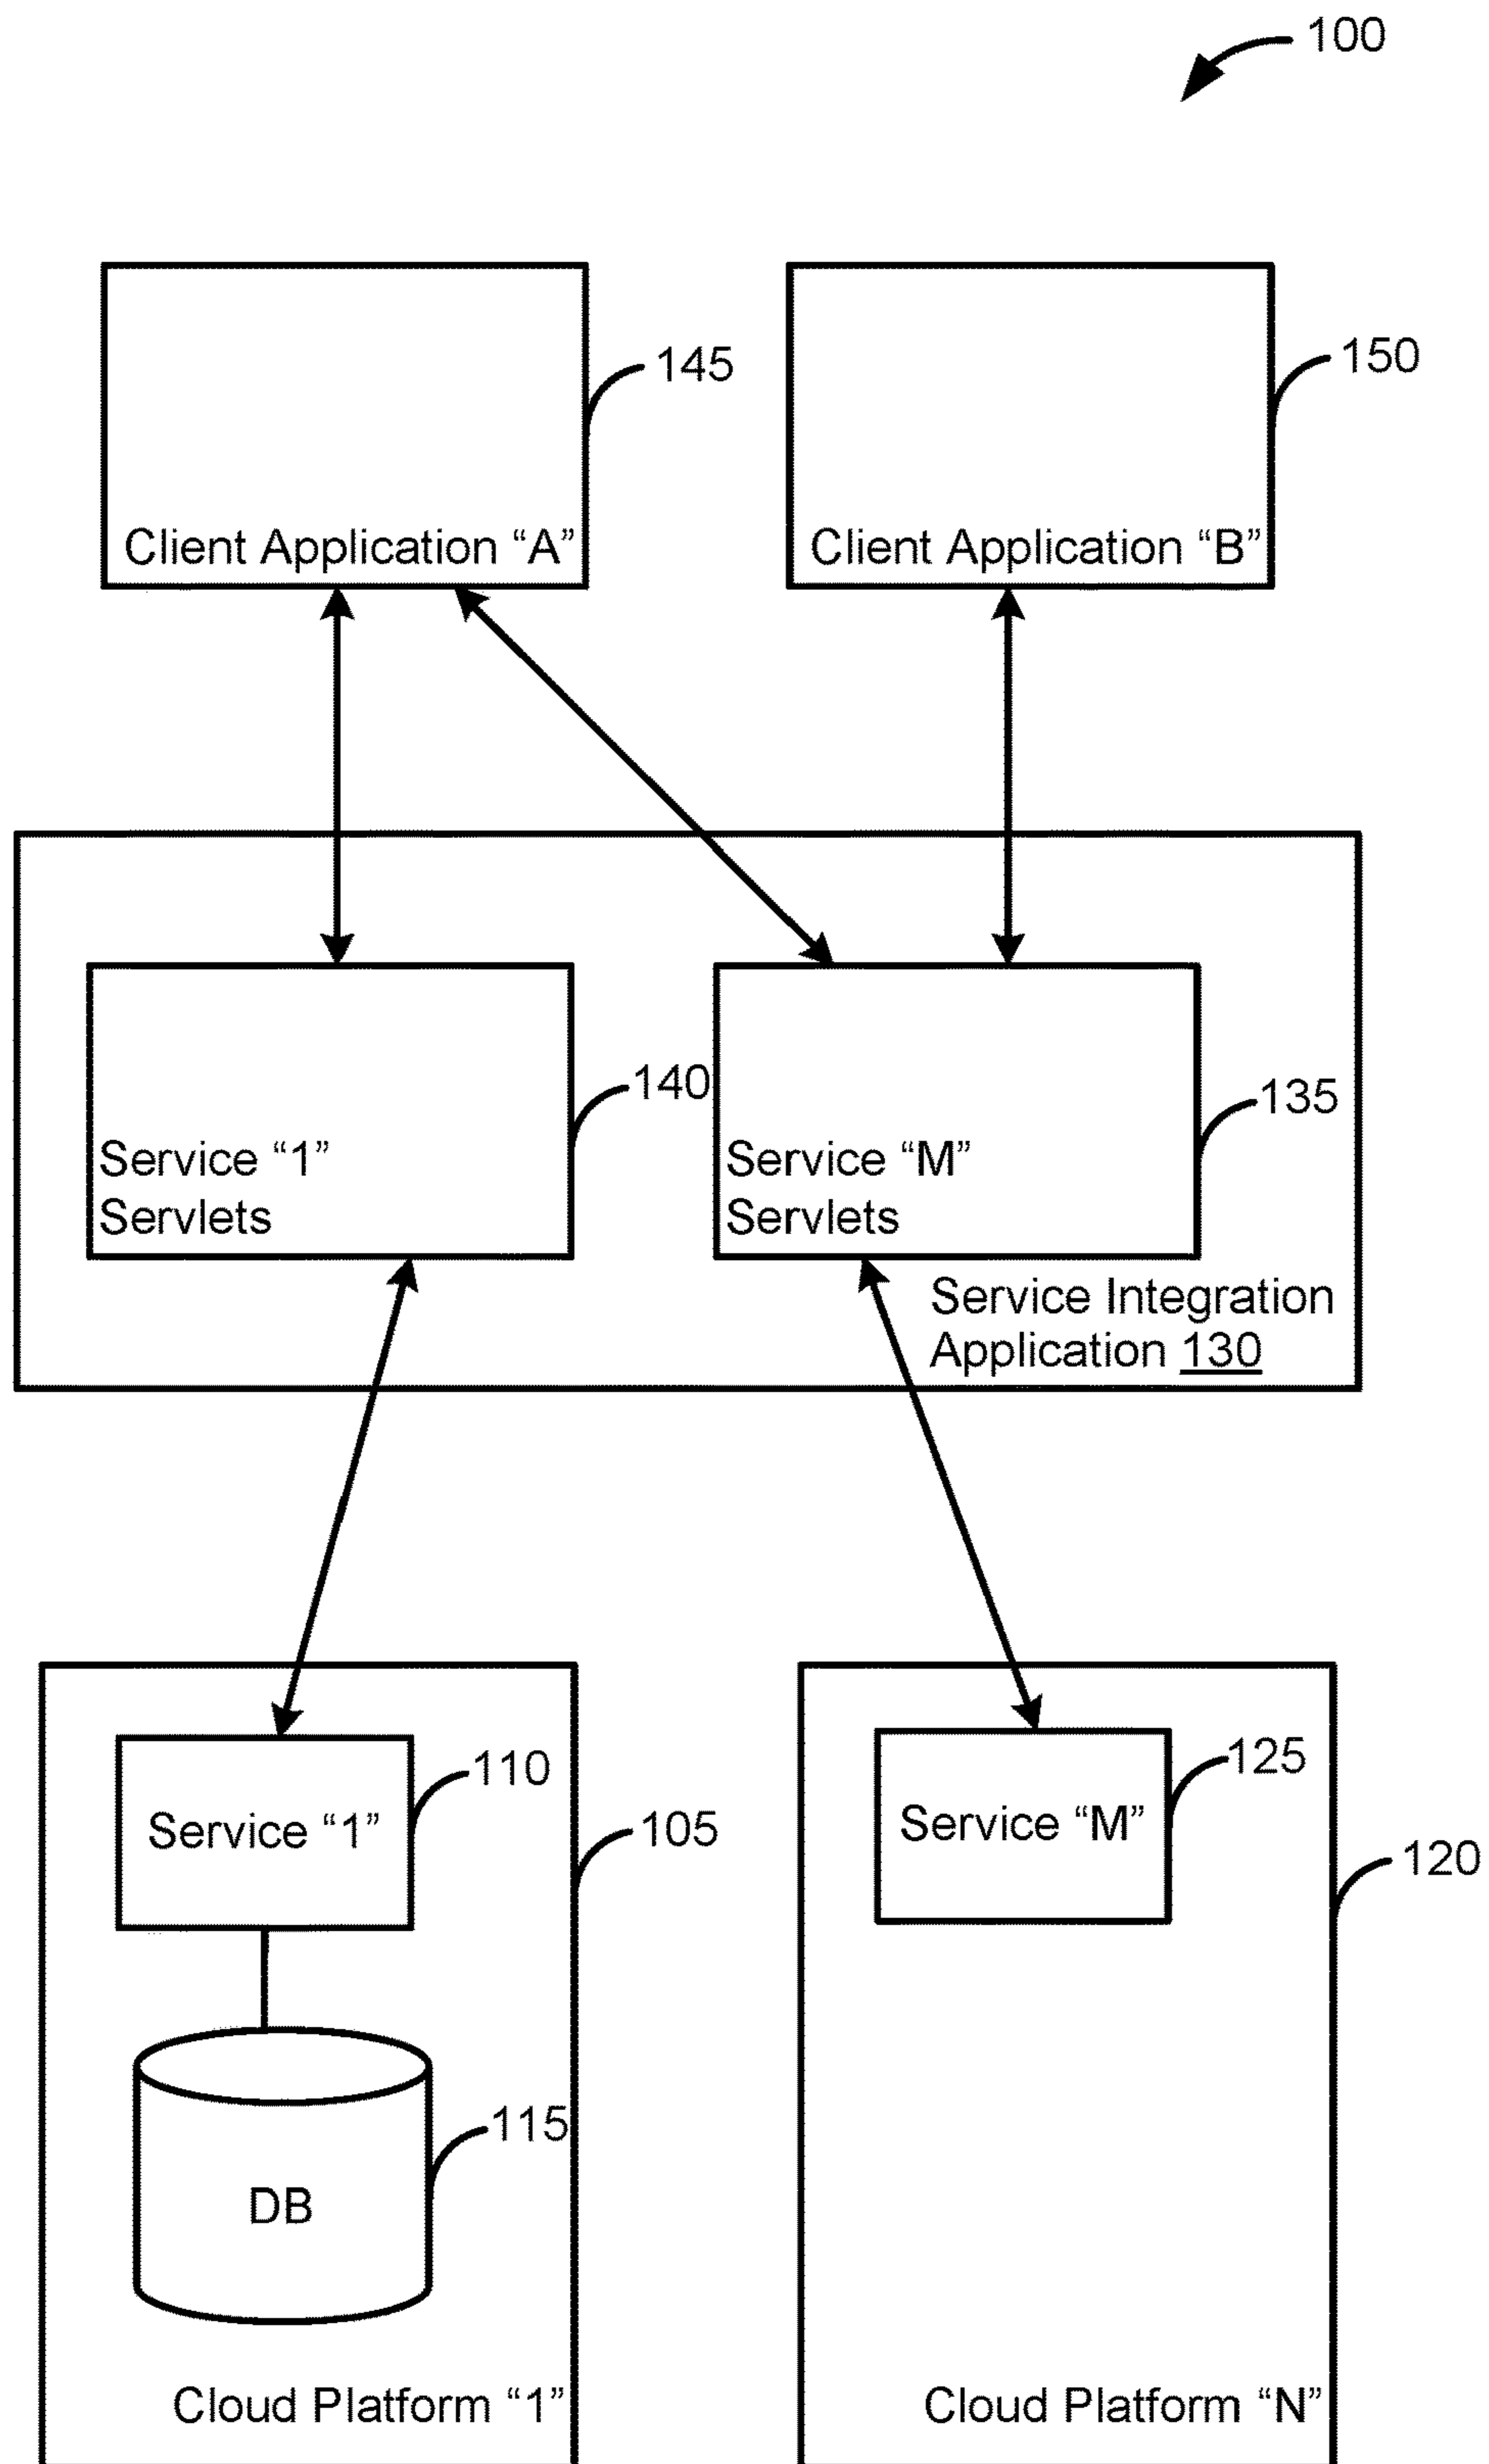 100
145
150
Client Application “A”
Client Application “B”
140
135
Service “1”
Servlets
Service “M”
Servlets
Service Integration
Application 130
110
125
Service “1”
Service “M”
105
120
115
DB
Cloud Platform “1”
Cloud Platform “N”